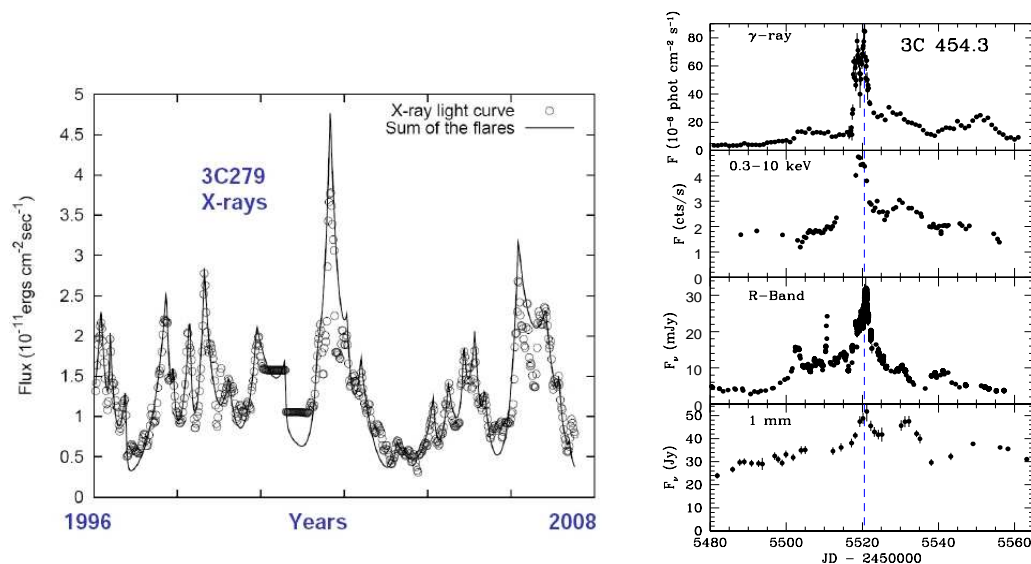 5
4.5
4
3.5
3
2.5
2
1.5
1
0.5
0
Flux (10⁻¹¹ergs cm⁻²sec⁻¹)
X-ray light curve
Sum of the flares
3C279
X-rays
1996
Years
2008
γ-ray
3C 454.3
80
60
40
20
0
F (10⁻⁶ phot cm⁻² s⁻¹)
0.3-10 keV
4
3
2
1
0
F (cts/s)
R-Band
30
20
10
0
Fν (mJy)
1 mm
50
40
30
20
Fν (Jy)
5480
5500
5520
5540
5560
JD - 2450000